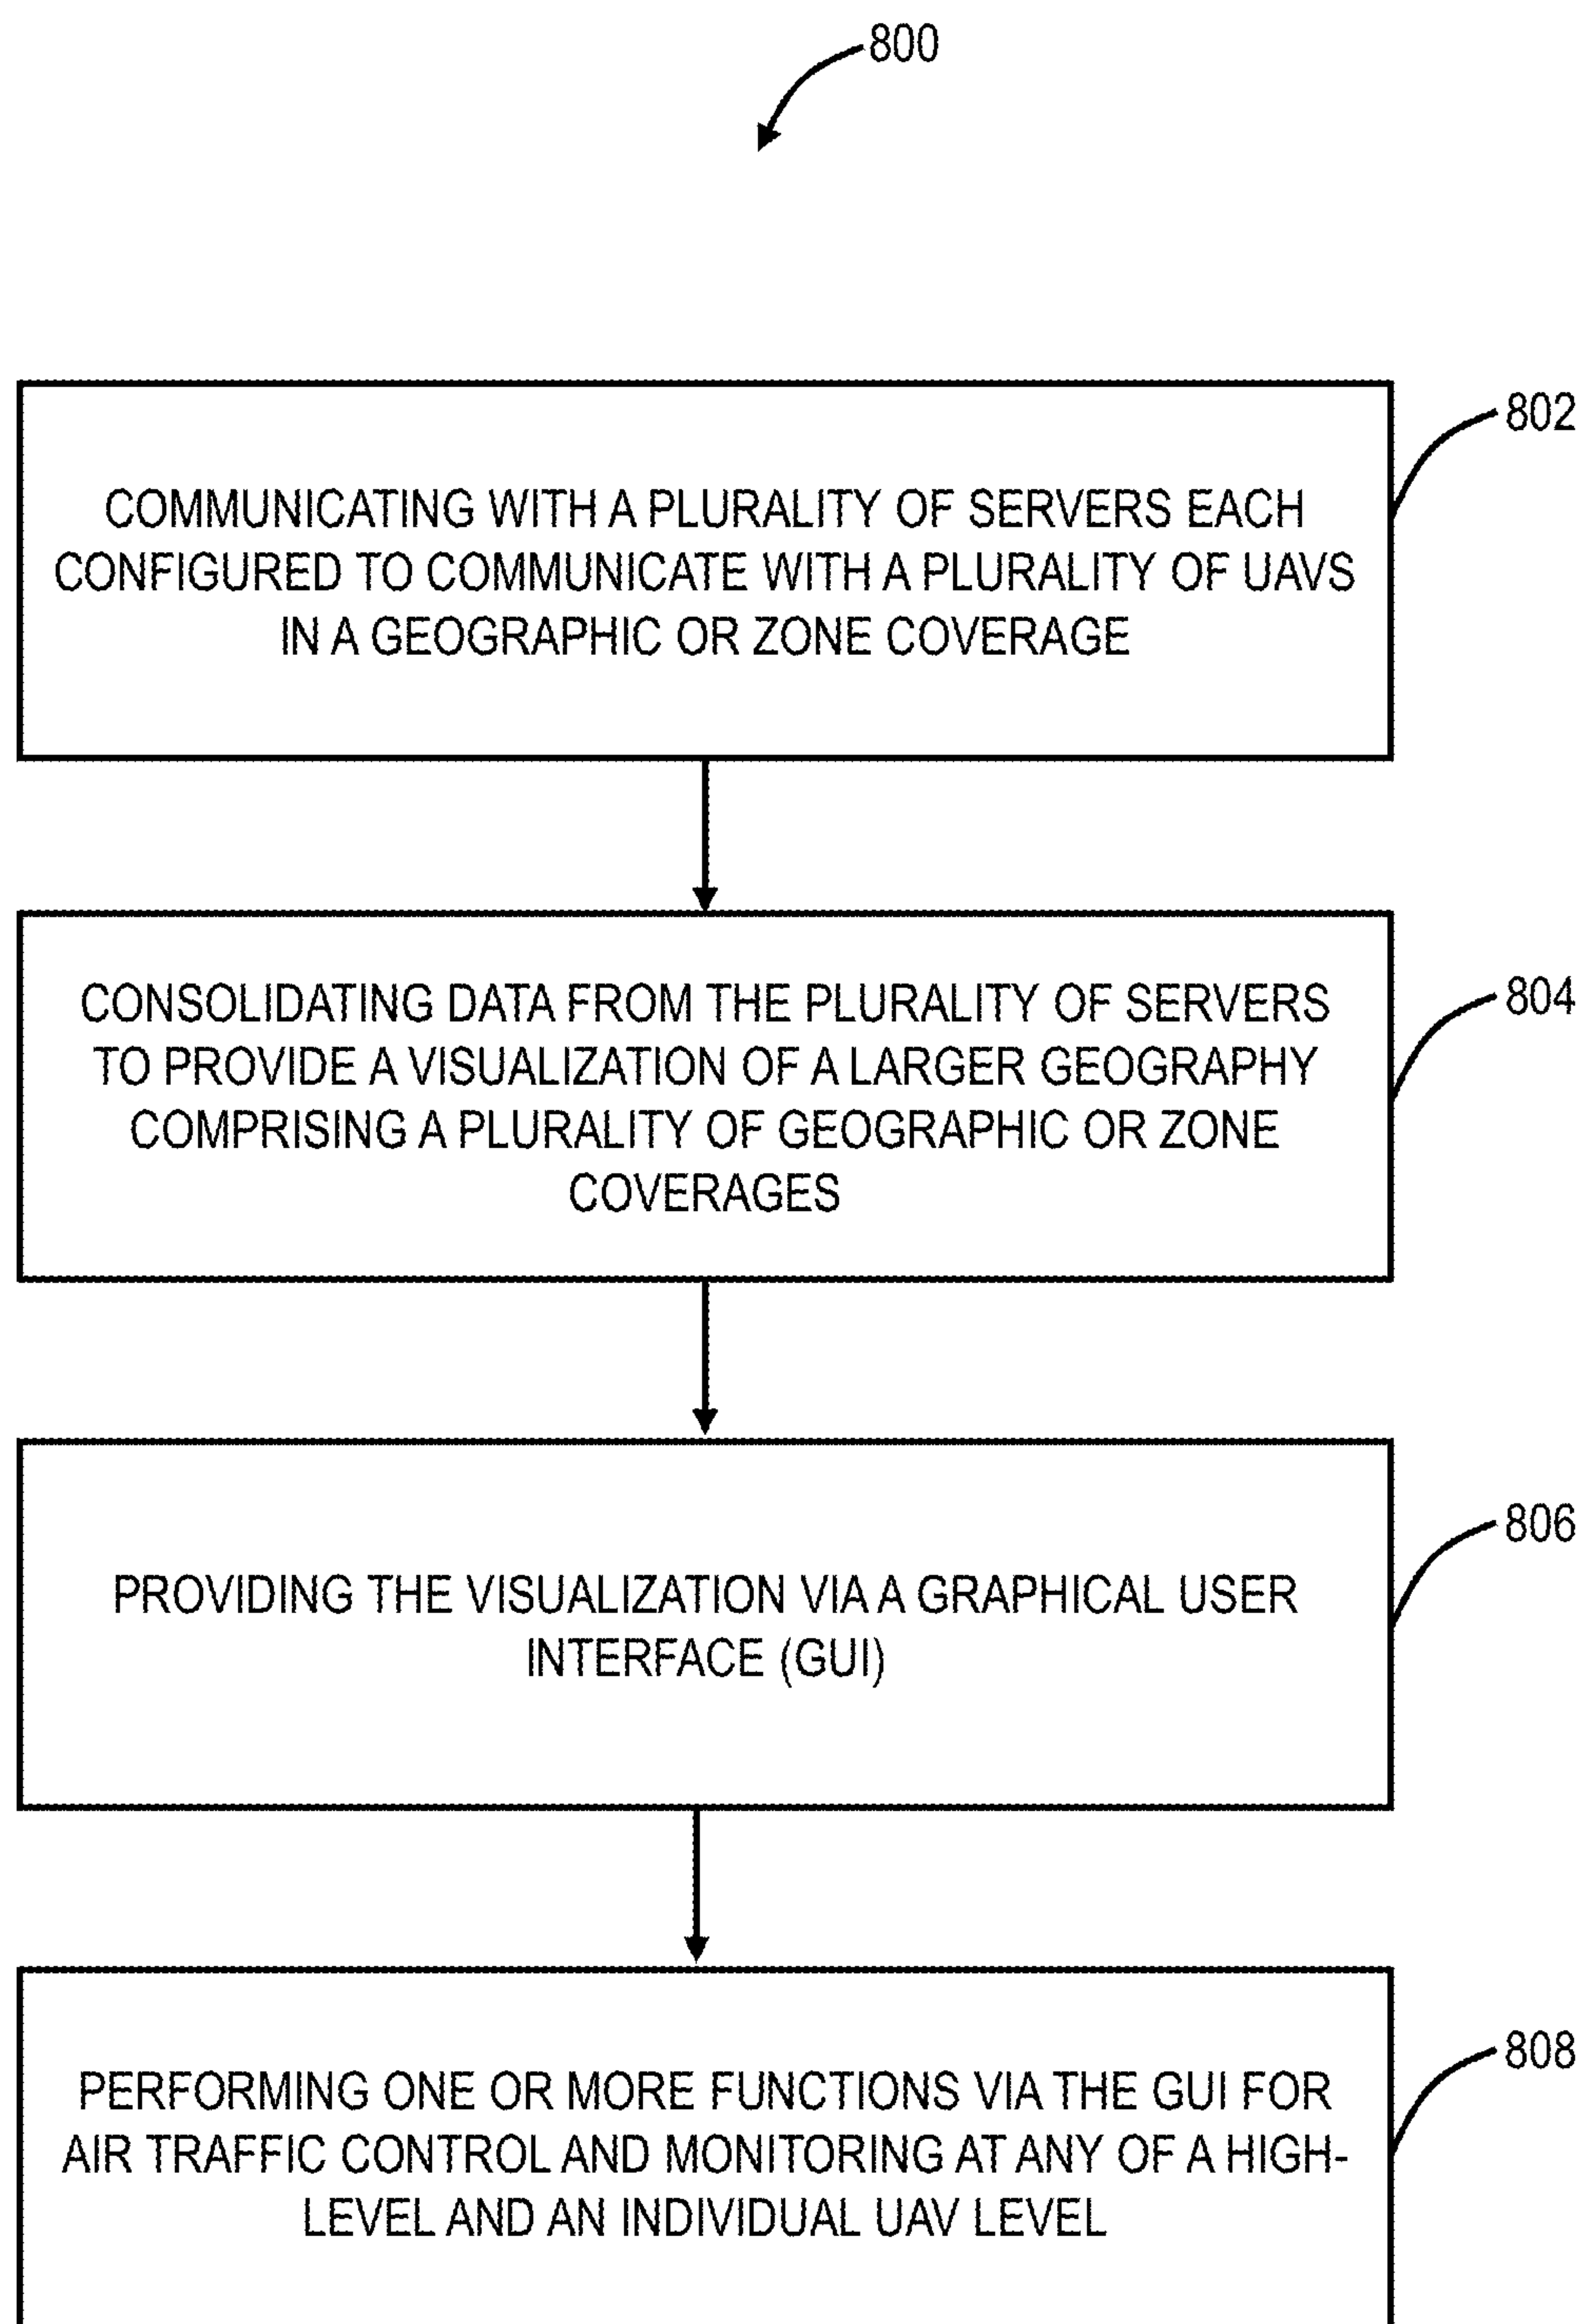 800
802
COMMUNICATING WITH A PLURALITY OF SERVERS EACH
CONFIGURED TO COMMUNICATE WITH A PLURALITY OF UAVS
IN A GEOGRAPHIC OR ZONE COVERAGE
804
CONSOLIDATING DATA FROM THE PLURALITY OF SERVERS
TO PROVIDE A VISUALIZATION OF A LARGER GEOGRAPHY
COMPRISING A PLURALITY OF GEOGRAPHIC OR ZONE
COVERAGES
806
PROVIDING THE VISUALIZATION VIA A GRAPHICAL USER
INTERFACE (GUI)
808
PERFORMING ONE OR MORE FUNCTIONS VIA THE GUI FOR
AIR TRAFFIC CONTROL AND MONITORING AT ANY OF A HIGH-
LEVEL AND AN INDIVIDUAL UAV LEVEL